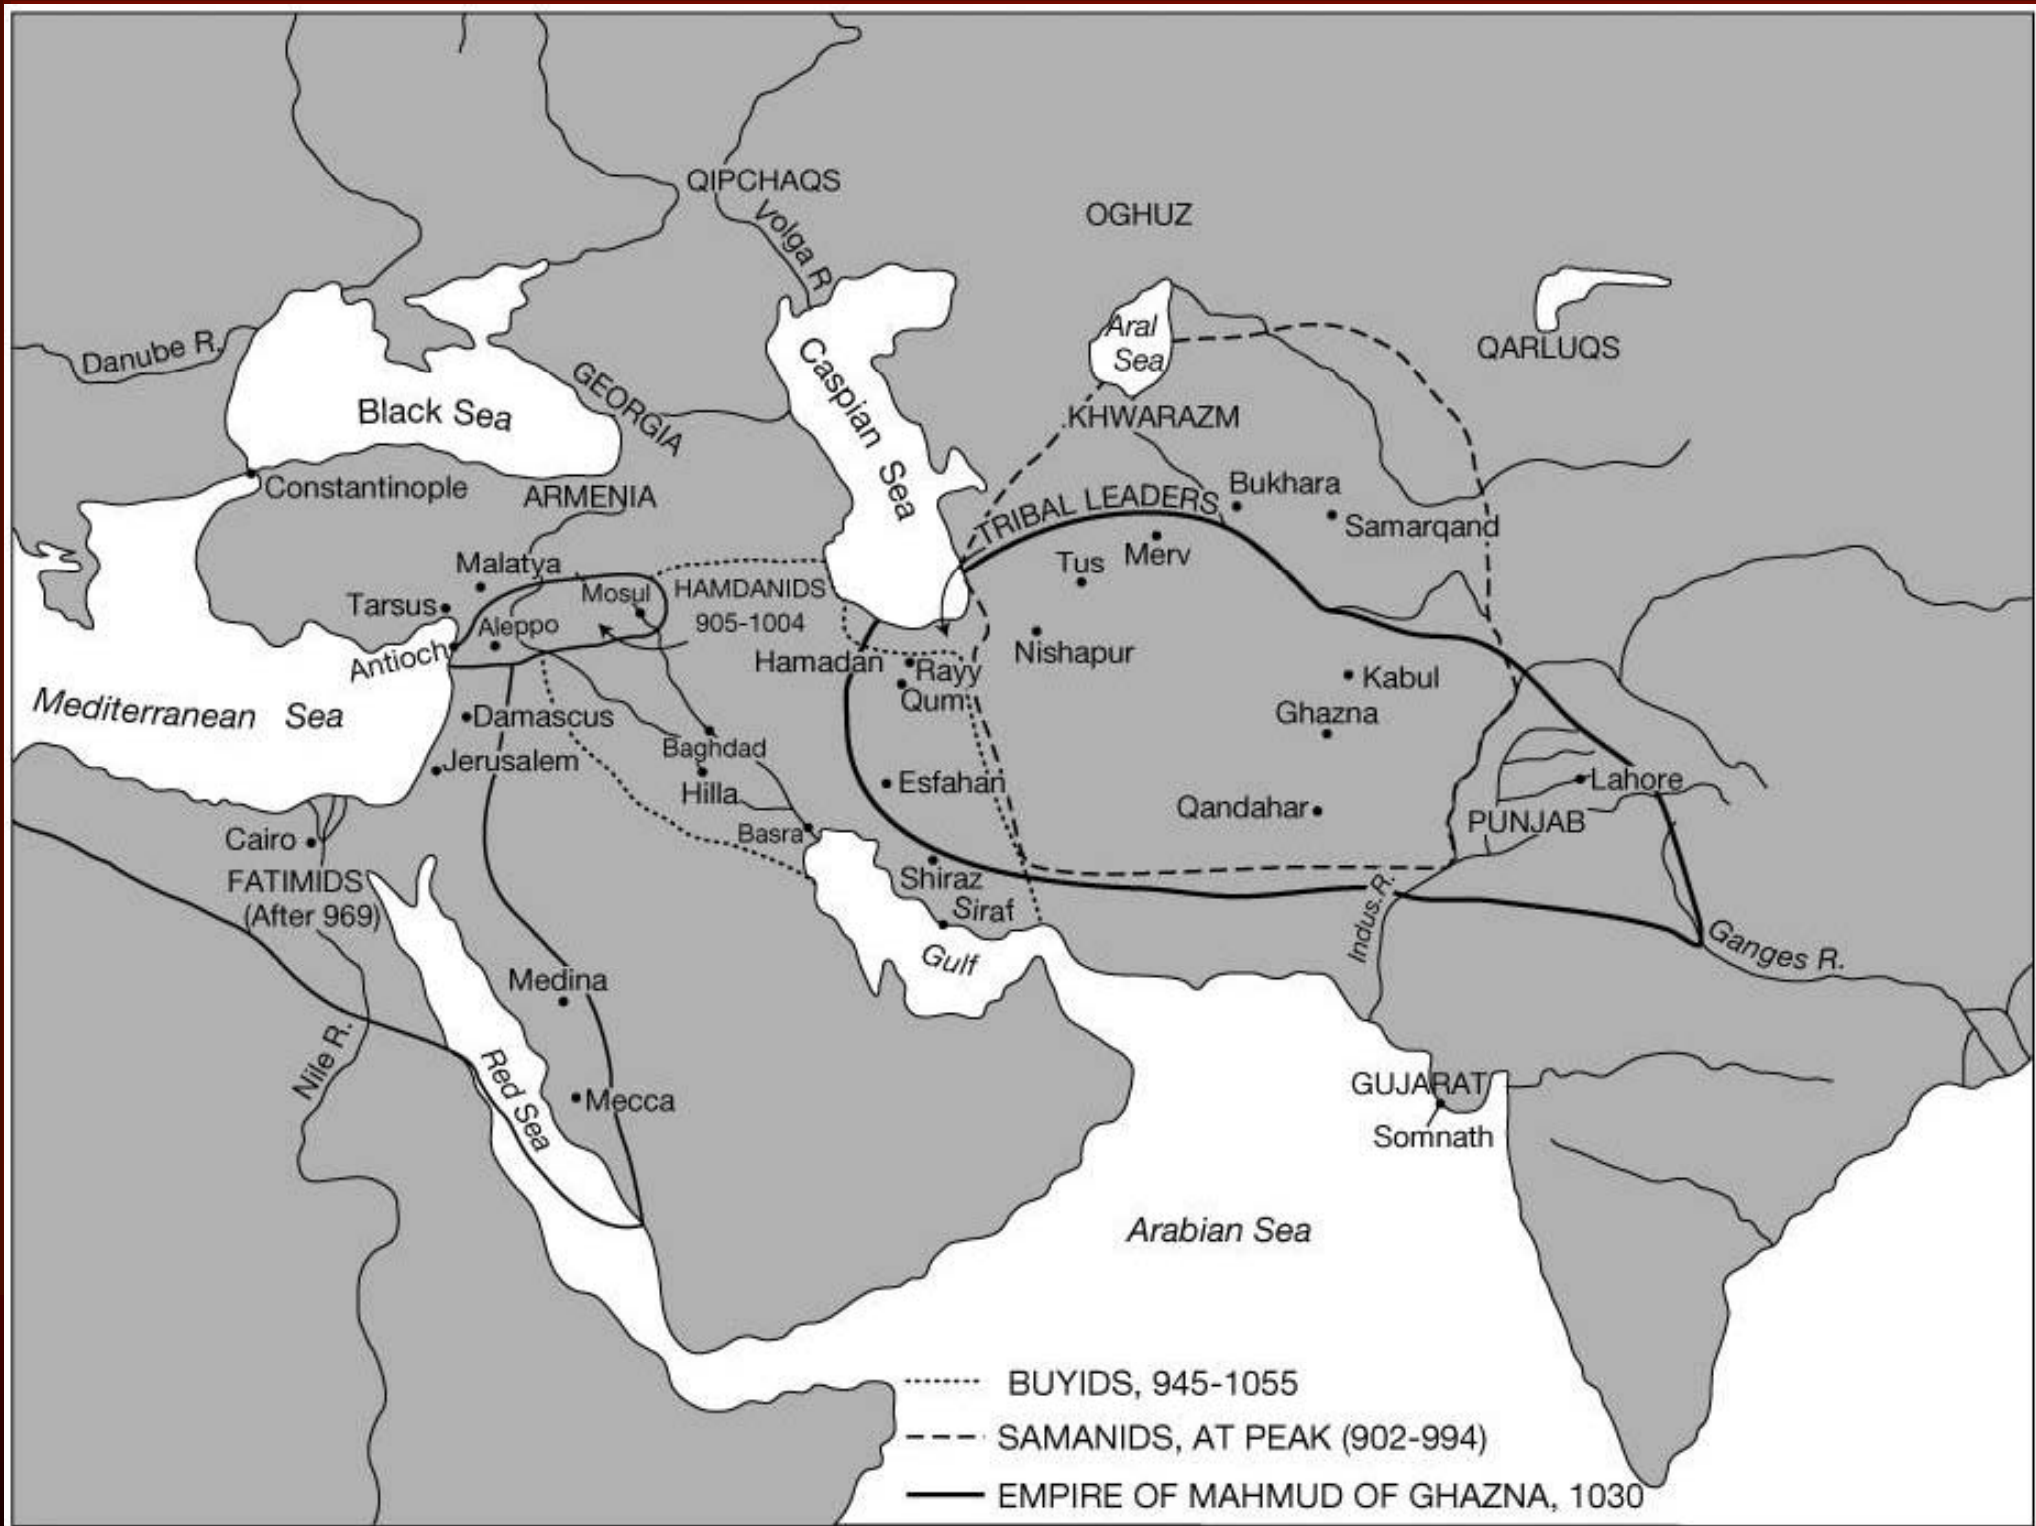 QIPCHAQS
Volga R
OGHUZ
Aral
Sea
QARLUQS
Danube R.
Black Sea
GEORGIA
Caspian Sea
KHWARAZM
Constantinople
ARMENIA
TRIBAL LEADERS
Bukhara
Samarqand
Malatya
Tus
Merv
Tarsus
Mosul
HAMDANIDS
905-1004
Aleppo
Antioch
Hamadan
Rayy
Qum
Nishapur
Kabul
Ghazna
Mediterranean Sea
Damascus
Baghdad
Jerusalem
Hilla
Esfahan
Lahore
Qandahar
PUNJAB
Basra
Cairo
FATIMIDS
(After 969)
Shiraz
Siraf
Gulf
Indus.R.
Ganges R.
Medina
Nile R.
Red Sea
Mecca
GUJARAT
Somnath
Arabian Sea
BUYIDS, 945-1055
SAMANIDS, AT PEAK (902-994)
EMPIRE OF MAHMUD OF GHAZNA, 1030